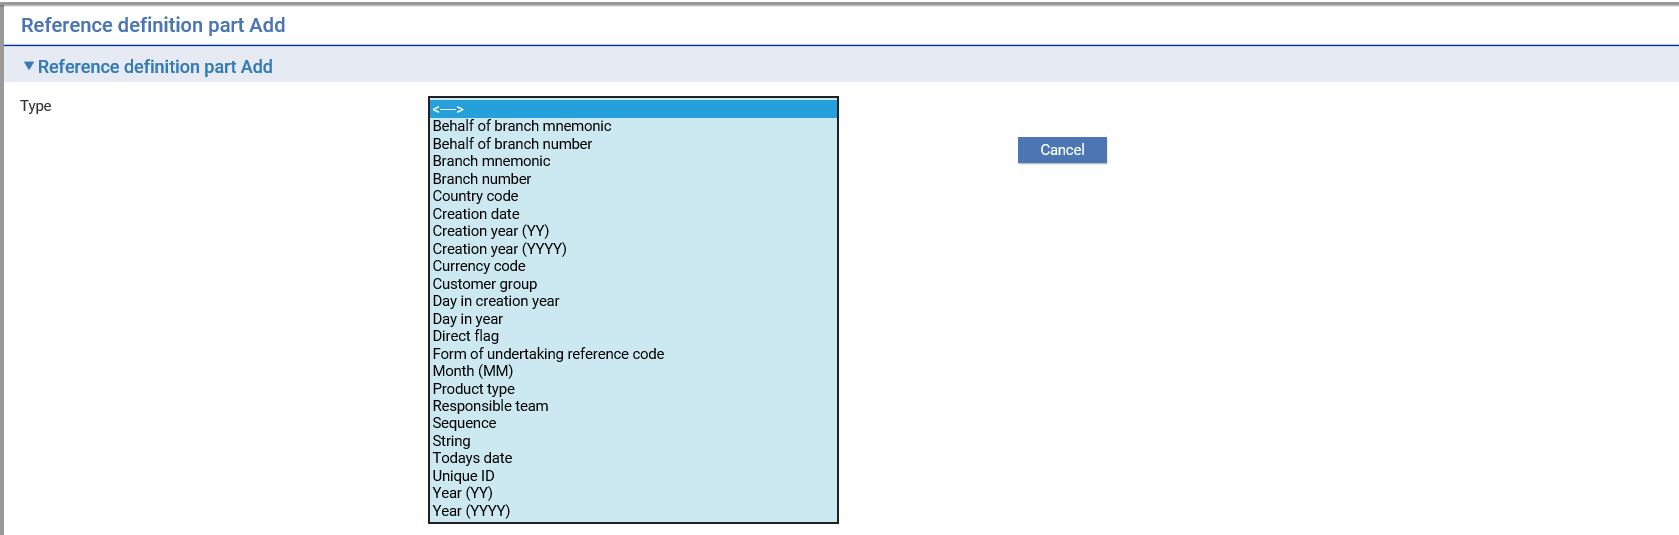 Reference definition part Add
Reference definition part Add
Type
<---->
Behalf of branch mnemonic
Behalf of branch number
Branch mnemonic
Branch number
Country code
Creation date
Creation year (YY)
Creation year (YYYY)
Currency code
Customer group
Day in creation year
Day in year
Direct flag
Form of undertaking reference code
Month (MM)
Product type
Responsible team
Sequence
String
Todays date
Unique ID
Year (YY)
Year (YYYY)
Cancel